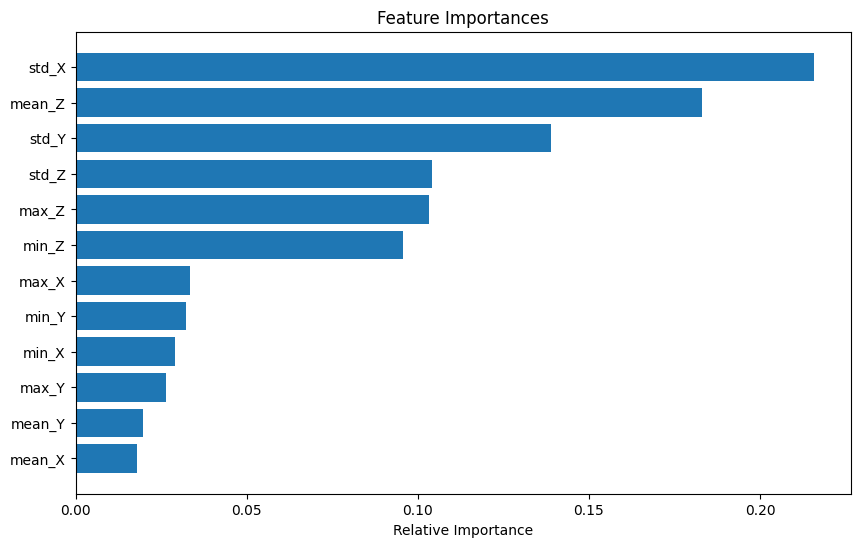 Feature Importances
std_X
mean_Z
std_Y
std_Z
max_Z
min_Z
max_X
min_Y
min_X
max_Y
mean_Y
mean_X
0.00 0.05 0.10 0.15 0.20
Relative Importance